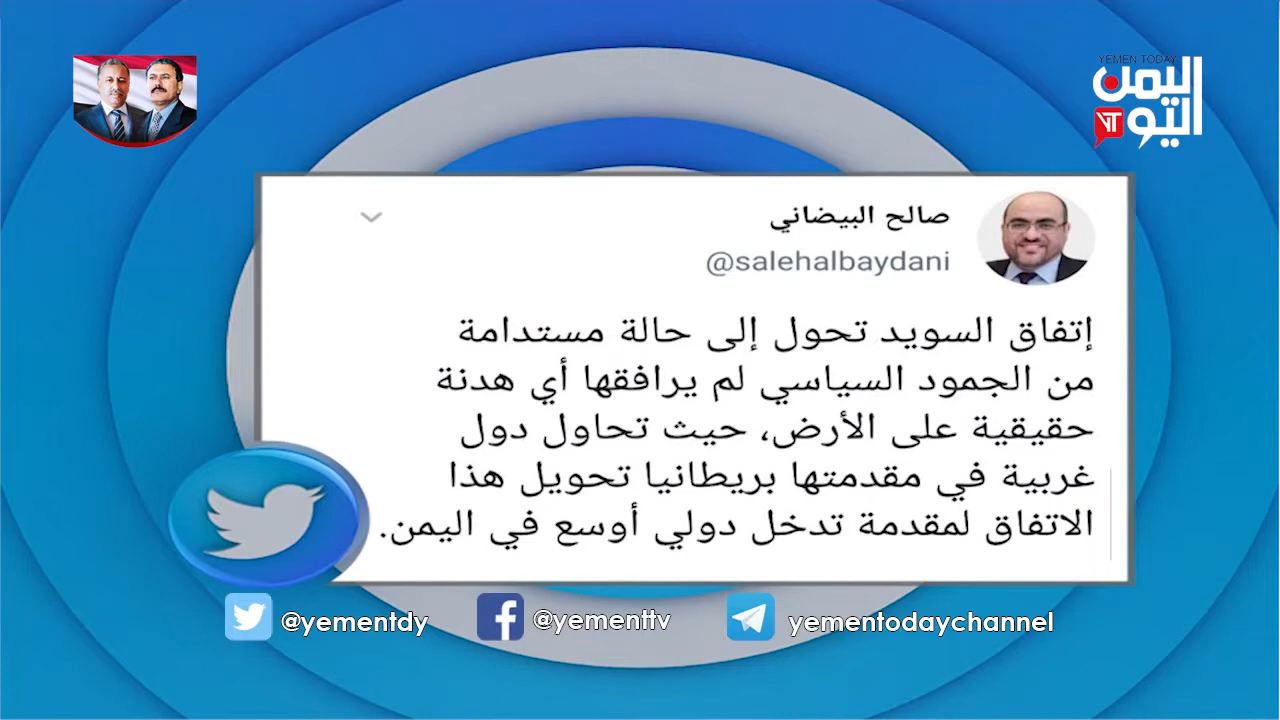 YEMEN TODAY
اليمن
اليوم
YT
صالح البيضاني
@salehalbaydani
إتفاق السويد تحول إلى حالة مستدامة
من الجمود السياسي لم يرافقها أي هدنة
حقيقية على الأرض، حيث تحاول دول
غربية في مقدمتها بريطانيا تحويل هذا
الاتفاق لمقدمة تدخل دولي أوسع في اليمن.
@yementdy
@yementtv
yementodaychannel